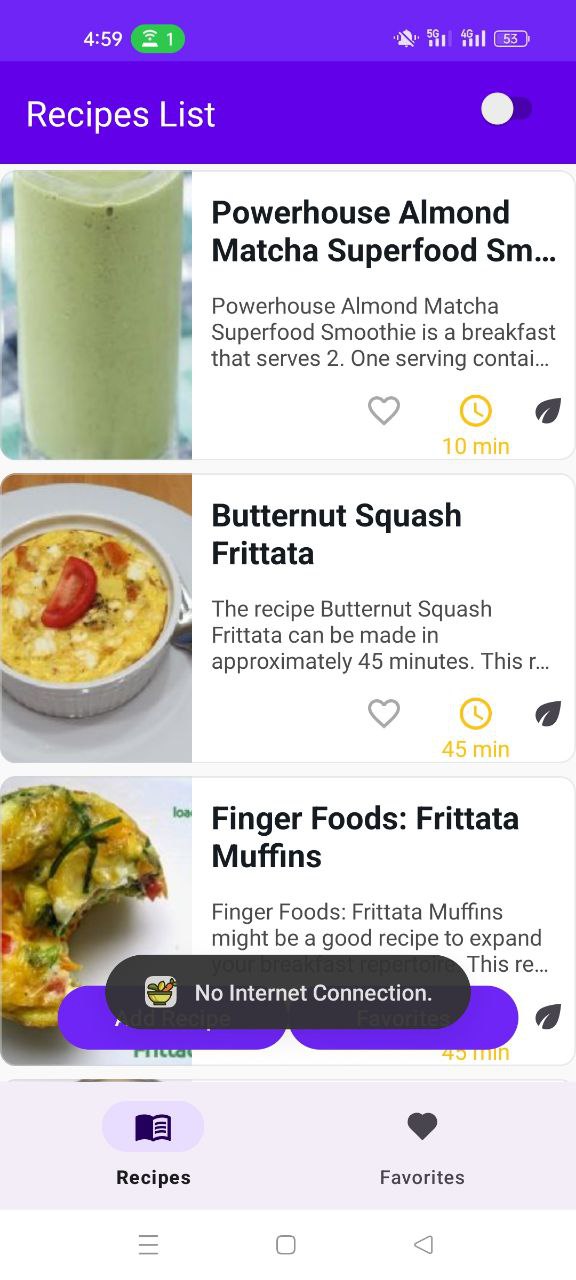 4:59 1 5G 4G 53
Recipes List
Powerhouse Almond
Matcha Superfood Sm...
Powerhouse Almond Matcha
Superfood Smoothie is a breakfast
that serves 2. One serving contai...
10 min
Butternut Squash
Frittata
The recipe Butternut Squash
Frittata can be made in
approximately 45 minutes. This r...
45 min
loa
Finger Foods: Frittata
Muffins
Finger Foods: Frittata Muffins
might be a good recipe to expand
your breakfast repertoire. This re...
No Internet Connection.
Add Recipe Favorites
Frittat
45 min
Recipes Favorites